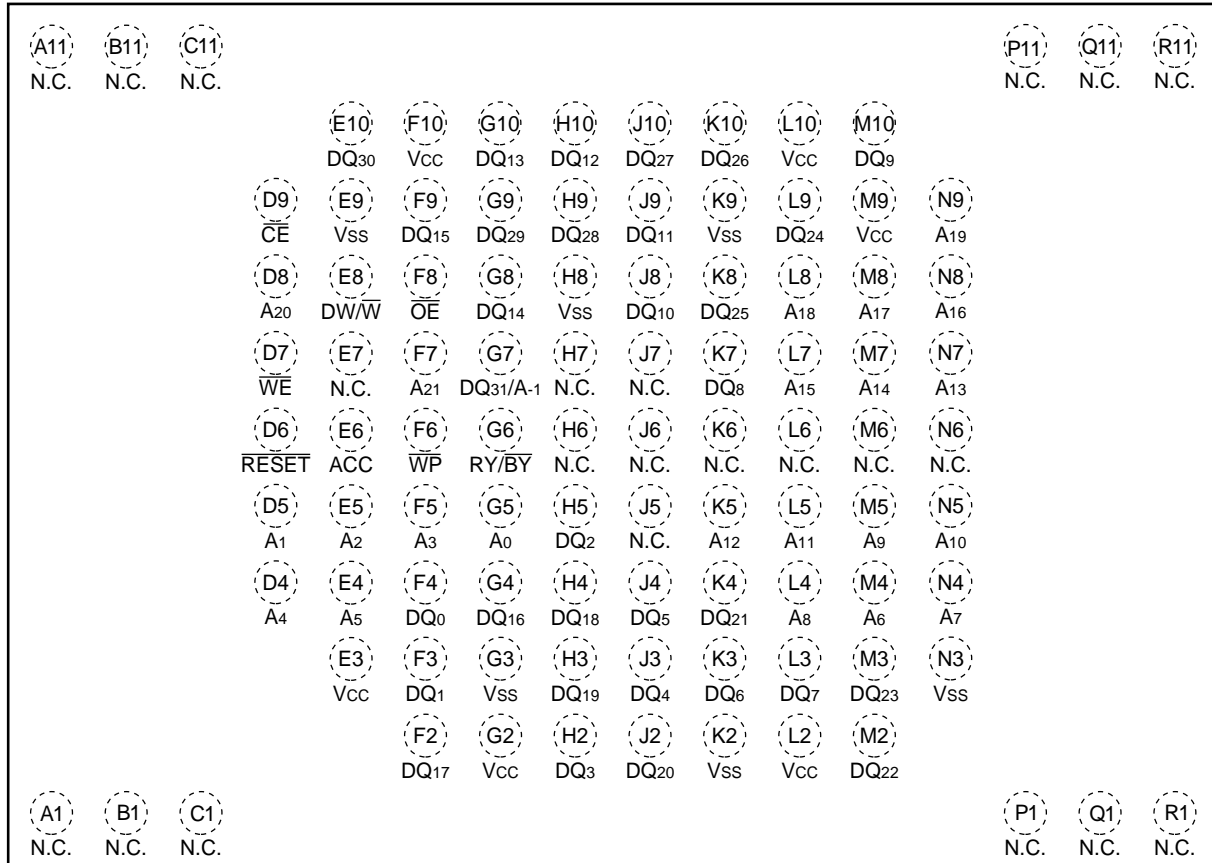 A11 B11 C11 P11 Q11 R11
N.C. N.C. N.C. N.C. N.C. N.C.
E10 F10 G10 H10 J10 K10 L10 M10
DQ30 VCC DQ13 DQ12 DQ27 DQ26 VCC DQ9
D9 E9 F9 G9 H9 J9 K9 L9 M9 N9
C̅E̅ VSS DQ15 DQ29 DQ28 DQ11 VSS DQ24 VCC A19
D8 E8 F8 G8 H8 J8 K8 L8 M8 N8
A20 DW/W̅ O̅E̅ DQ14 VSS DQ10 DQ25 A18 A17 A16
D7 E7 F7 G7 H7 J7 K7 L7 M7 N7
W̅E̅ N.C. A21 DQ31/A-1 N.C. N.C. DQ8 A15 A14 A13
D6 E6 F6 G6 H6 J6 K6 L6 M6 N6
R̅E̅S̅E̅T̅ ACC W̅P̅ RY/B̅Y̅ N.C. N.C. N.C. N.C. N.C. N.C.
D5 E5 F5 G5 H5 J5 K5 L5 M5 N5
A1 A2 A3 A0 DQ2 N.C. A12 A11 A9 A10
D4 E4 F4 G4 H4 J4 K4 L4 M4 N4
A4 A5 DQ0 DQ16 DQ18 DQ5 DQ21 A8 A6 A7
E3 F3 G3 H3 J3 K3 L3 M3 N3
VCC DQ1 VSS DQ19 DQ4 DQ6 DQ7 DQ23 VSS
F2 G2 H2 J2 K2 L2 M2
DQ17 VCC DQ3 DQ20 VSS VCC DQ22
A1 B1 C1 P1 Q1 R1
N.C. N.C. N.C. N.C. N.C. N.C.